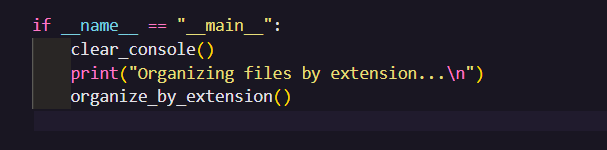 if __name__ == "__main__":
    clear_console()
    print("Organizing files by extension...\n")
    organize_by_extension()